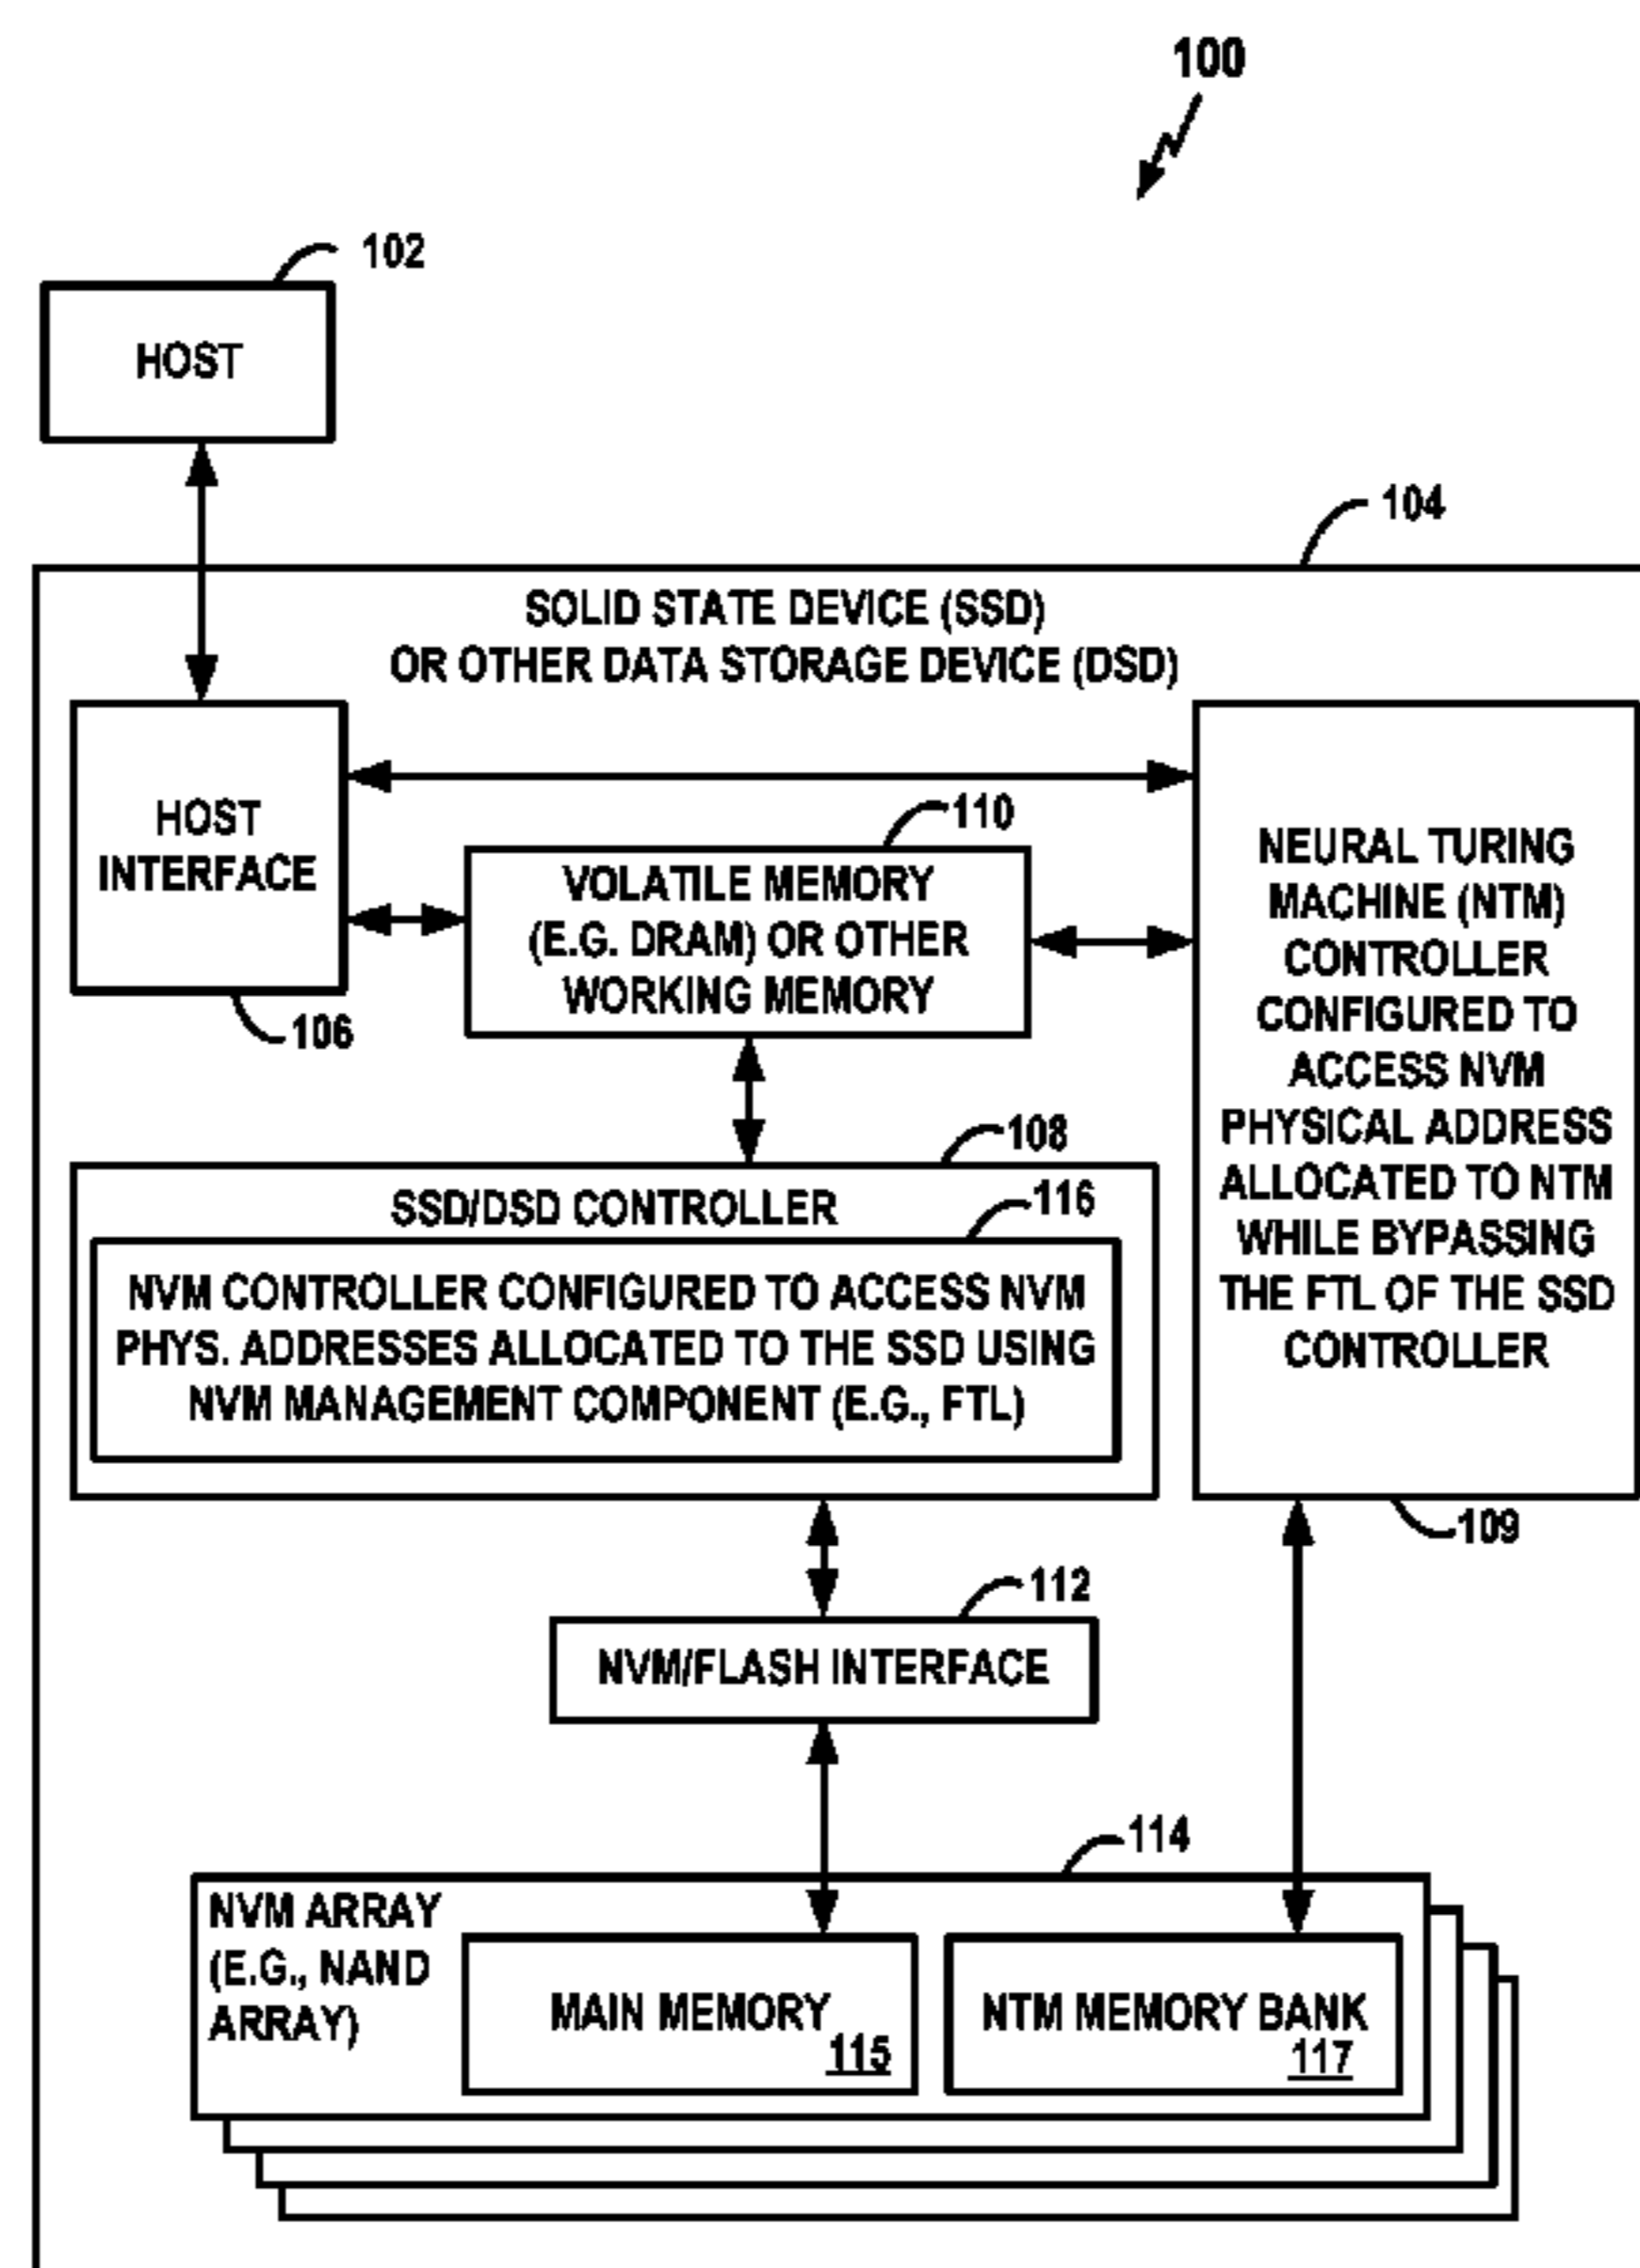 100
102
HOST
104
SOLID STATE DEVICE (SSD)
OR OTHER DATA STORAGE DEVICE (DSD)
HOST
INTERFACE
106
110
VOLATILE MEMORY
(E.G. DRAM) OR OTHER
WORKING MEMORY
NEURAL TURING
MACHINE (NTM)
CONTROLLER
CONFIGURED TO
ACCESS NVM
PHYSICAL ADDRESS
ALLOCATED TO NTM
WHILE BYPASSING
THE FTL OF THE SSD
CONTROLLER
109
108
SSD/DSD CONTROLLER
116
NVM CONTROLLER CONFIGURED TO ACCESS NVM
PHYS. ADDRESSES ALLOCATED TO THE SSD USING
NVM MANAGEMENT COMPONENT (E.G., FTL)
112
NVM/FLASH INTERFACE
114
NVM ARRAY
(E.G., NAND
ARRAY)
MAIN MEMORY
115
NTM MEMORY BANK
117